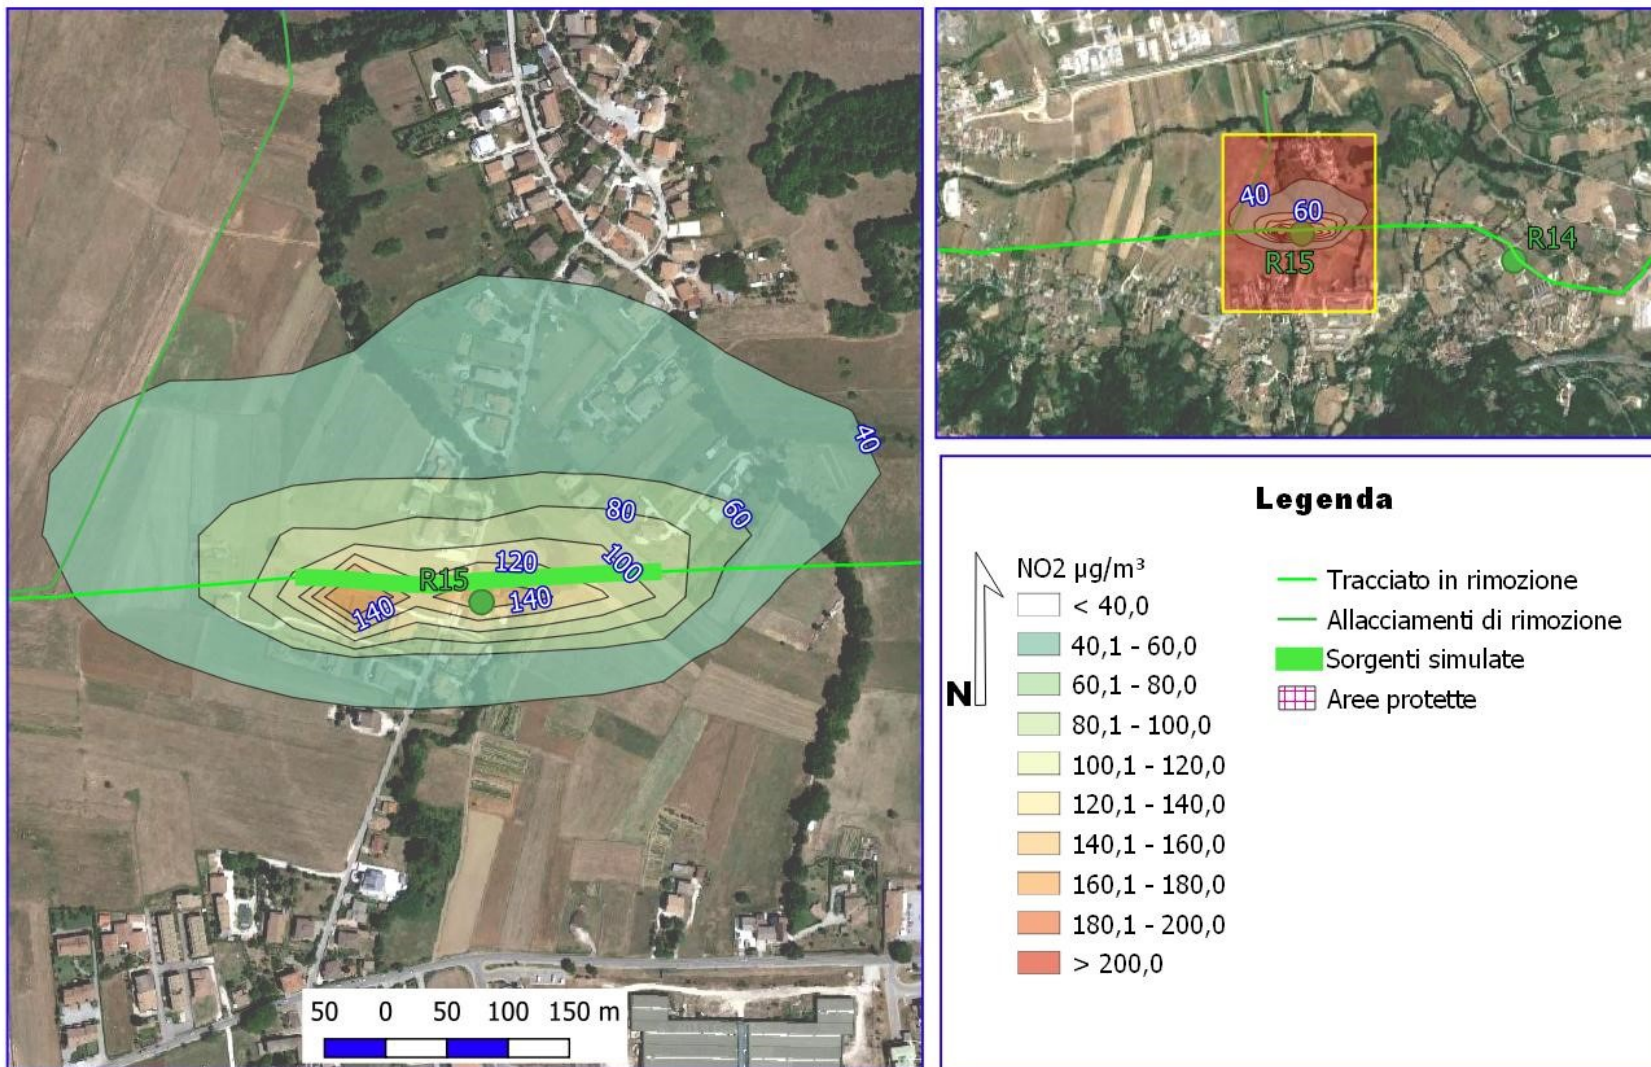 40
80
60
120
100
R15
140
140
50 0 50 100 150 m
40
60
R14
R15
Legenda
NO2 µg/m³
< 40,0
40,1 - 60,0
60,1 - 80,0
80,1 - 100,0
100,1 - 120,0
120,1 - 140,0
140,1 - 160,0
160,1 - 180,0
180,1 - 200,0
> 200,0
N
Tracciato in rimozione
Allacciamenti di rimozione
Sorgenti simulate
Aree protette